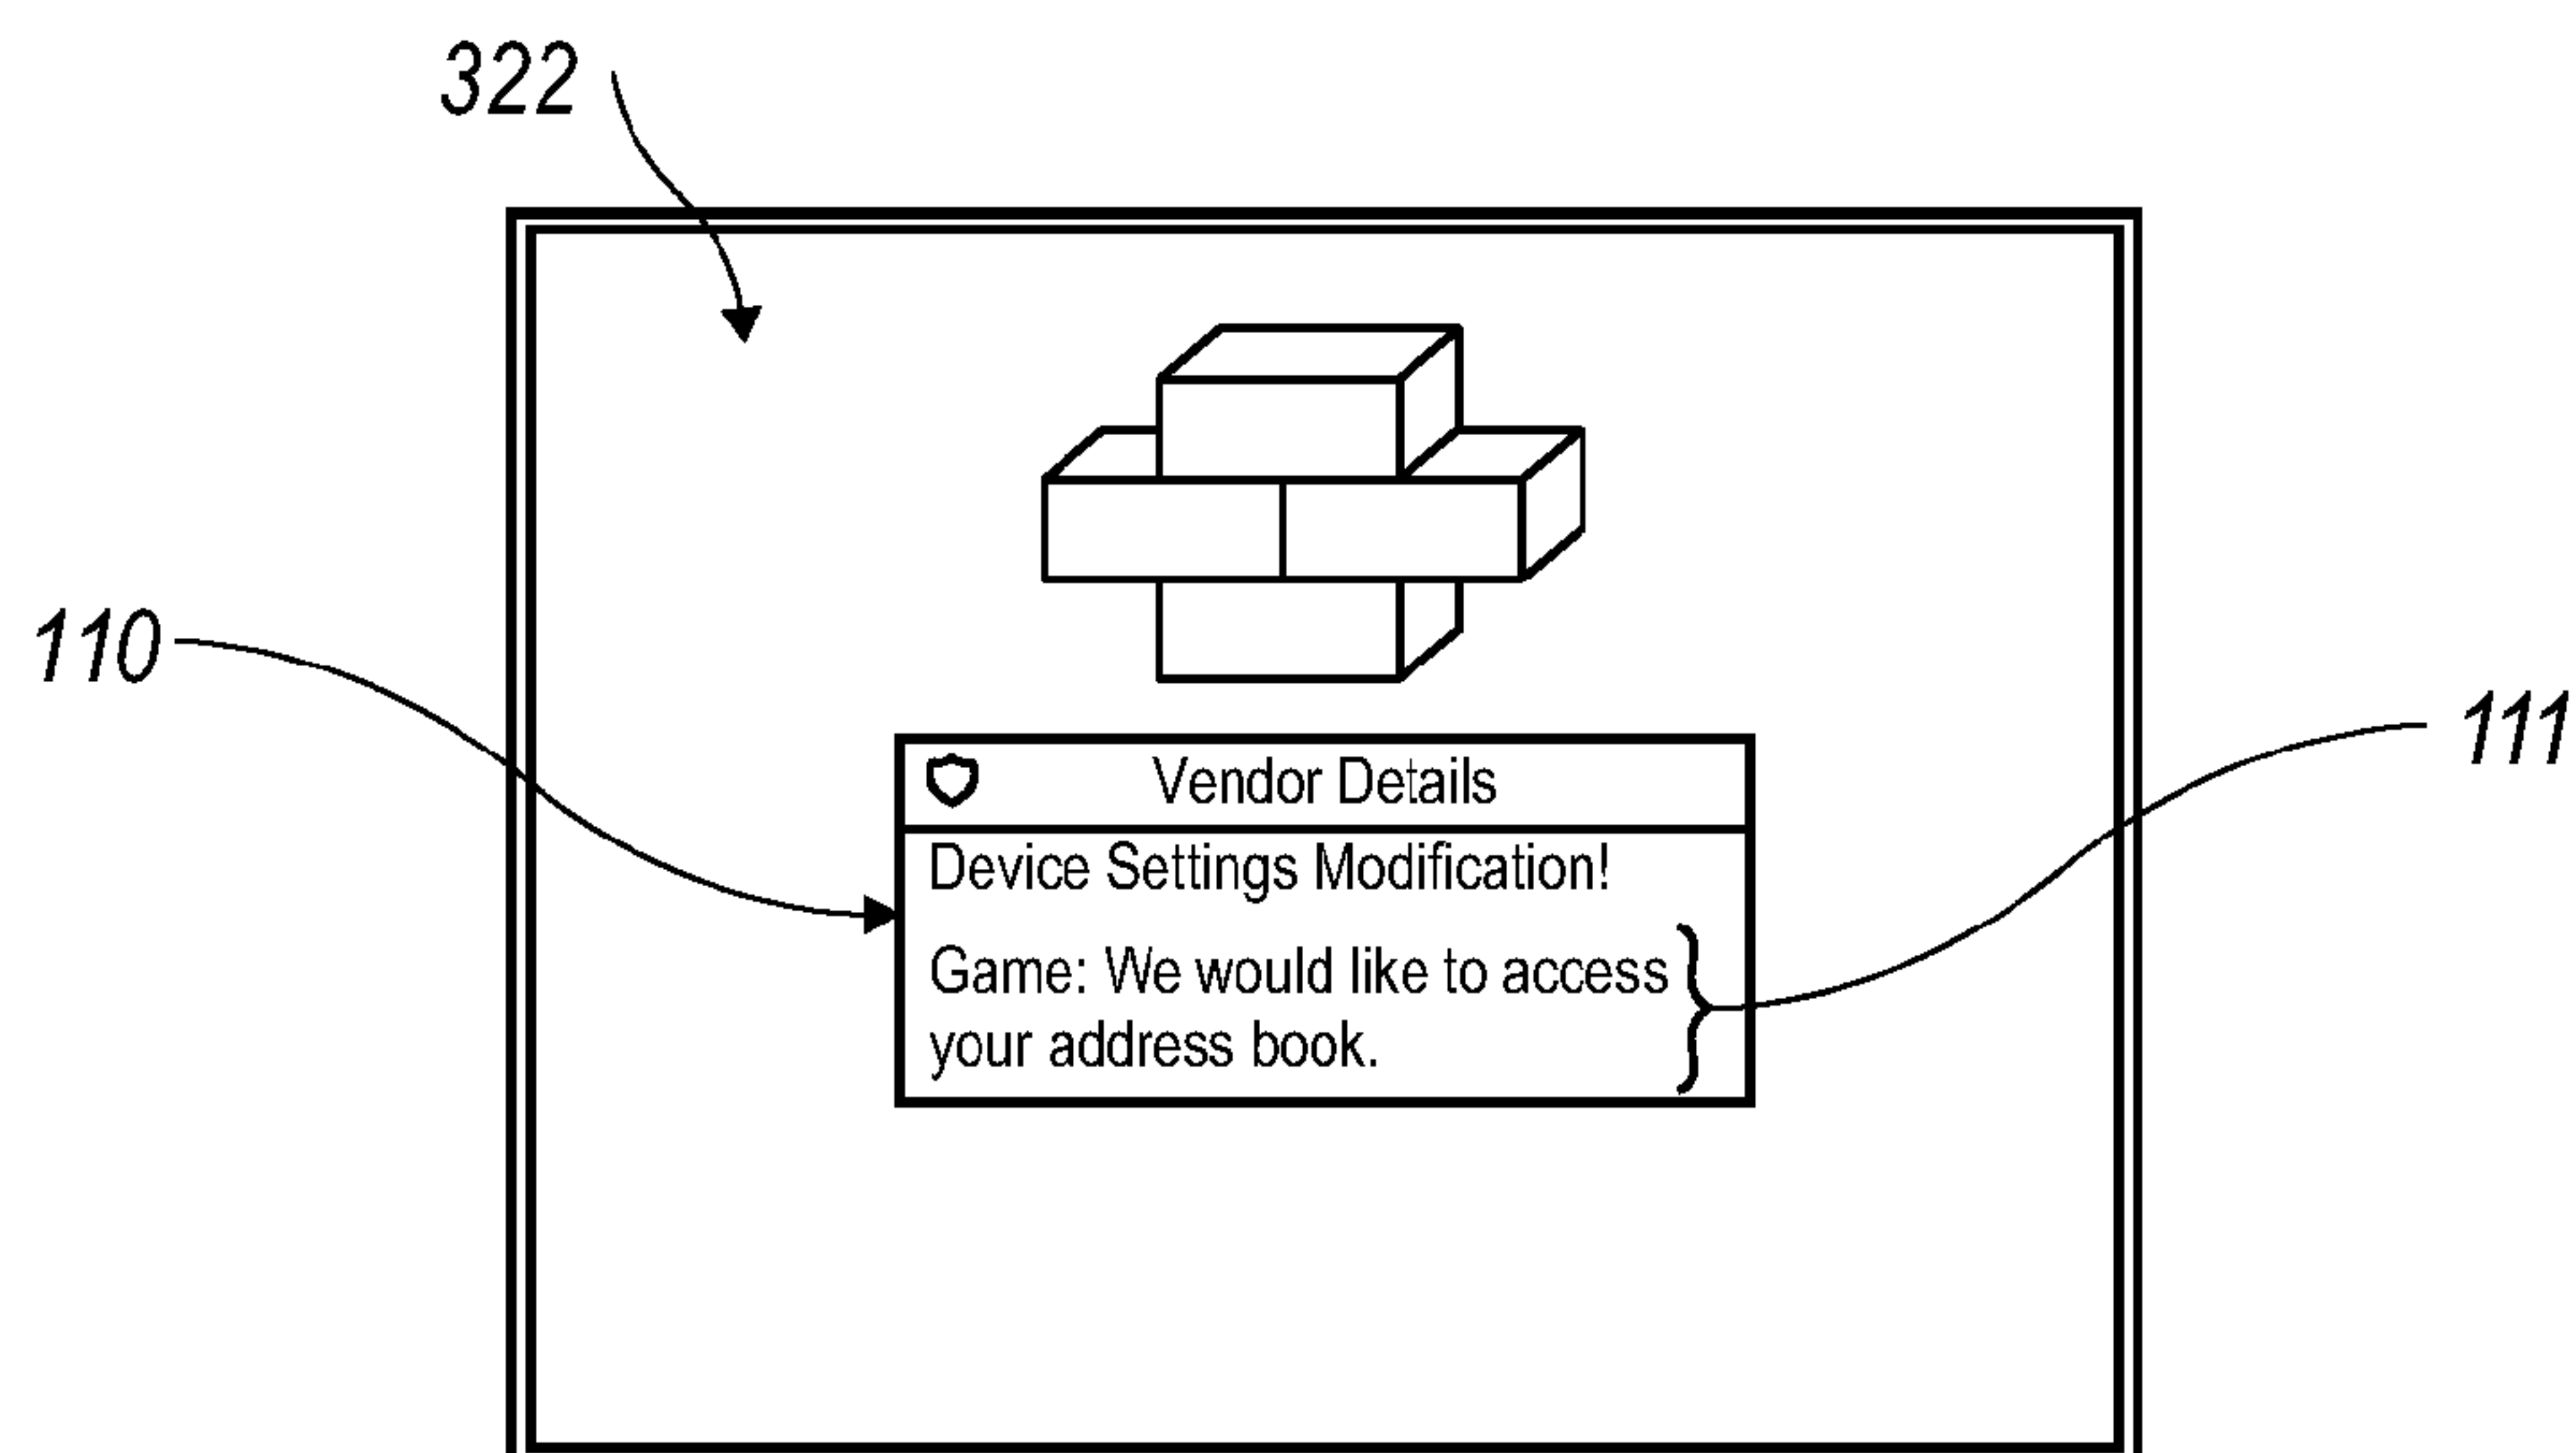 322
110
111
Vendor Details
Device Settings Modification!
Game: We would like to access
your address book.